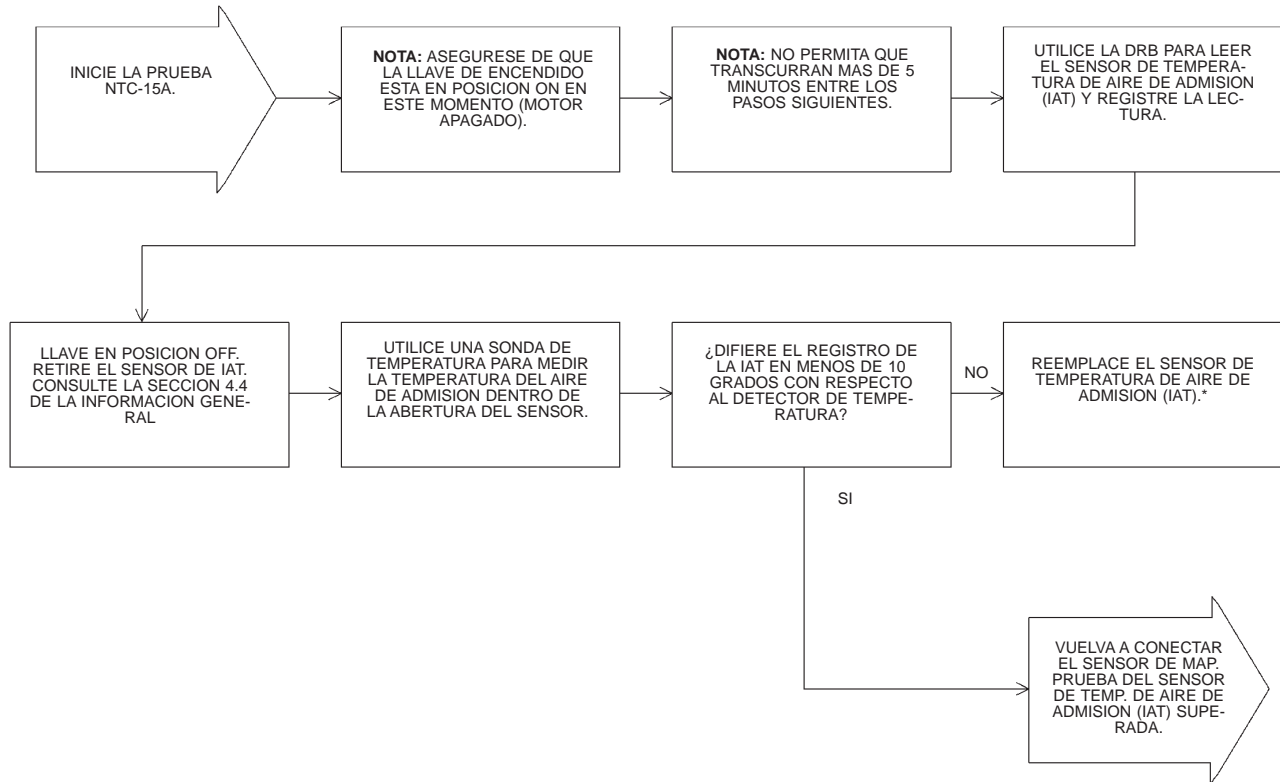 INICIE LA PRUEBA
NTC-15A.
NOTA: ASEGURESE DE QUE
LA LLAVE DE ENCENDIDO
ESTA EN POSICION ON EN
ESTE MOMENTO (MOTOR
APAGADO).
NOTA: NO PERMITA QUE
TRANSCURRAN MAS DE 5
MINUTOS ENTRE LOS
PASOS SIGUIENTES.
UTILICE LA DRB PARA LEER
EL SENSOR DE TEMPERA-
TURA DE AIRE DE ADMISION
(IAT) Y REGISTRE LA LEC-
TURA.
LLAVE EN POSICION OFF.
RETIRE EL SENSOR DE IAT.
CONSULTE LA SECCION 4.4
DE LA INFORMACION GENE-
RAL
UTILICE UNA SONDA DE
TEMPERATURA PARA MEDIR
LA TEMPERATURA DEL AIRE
DE ADMISION DENTRO DE
LA ABERTURA DEL SENSOR.
¿DIFIERE EL REGISTRO DE
LA IAT EN MENOS DE 10
GRADOS CON RESPECTO
AL DETECTOR DE TEMPE-
RATURA?
NO
REEMPLACE EL SENSOR DE
TEMPERATURA DE AIRE DE
ADMISION (IAT).*
SI
VUELVA A CONECTAR
EL SENSOR DE MAP.
PRUEBA DEL SENSOR
DE TEMP. DE AIRE DE
ADMISION (IAT) SUPE-
RADA.